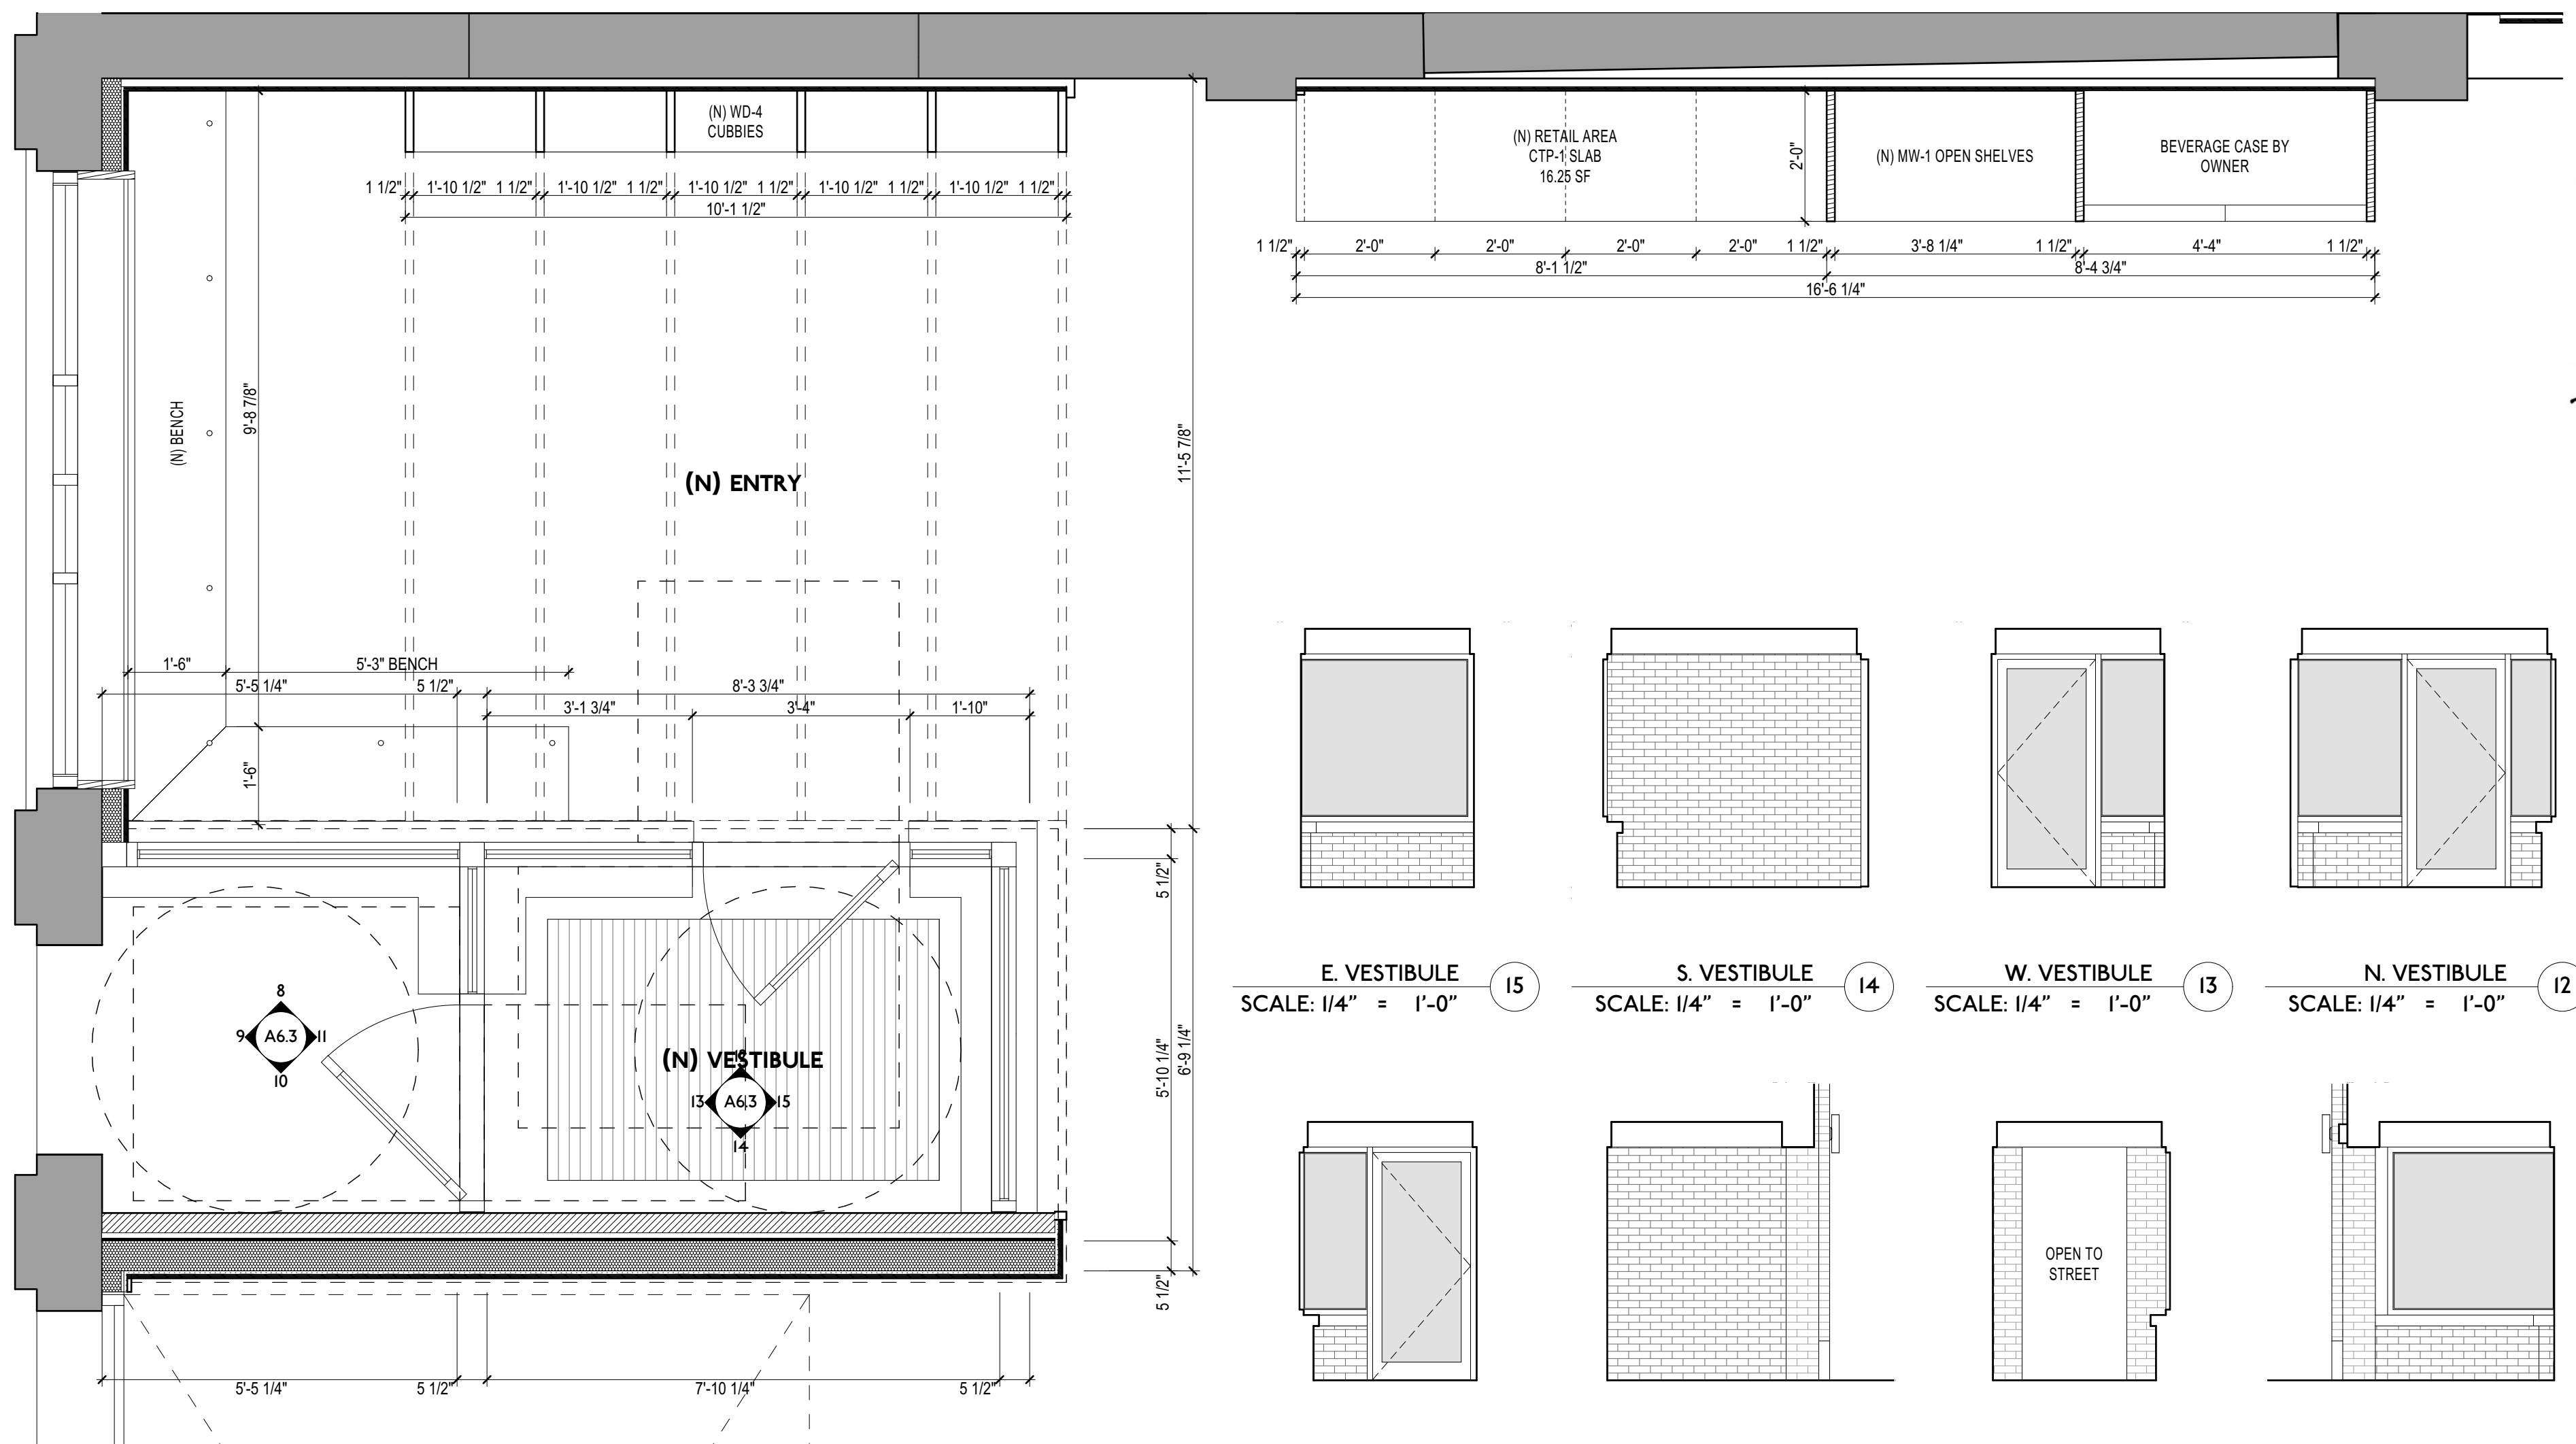 (N) WD-4
CUBBIES
1 1/2" 1'-10 1/2" 1 1/2" 1'-10 1/2" 1 1/2" 1'-10 1/2" 1 1/2" 1'-10 1/2" 1 1/2" 1'-10 1/2" 1 1/2"
10'-1 1/2"
(N) RETAIL AREA
CTP-1 SLAB
16.25 SF
2'-0"
(N) MW-1 OPEN SHELVES
BEVERAGE CASE BY
OWNER
1 1/2" 2'-0" 2'-0" 2'-0" 2'-0" 1 1/2" 3'-8 1/4" 1 1/2" 4'-4" 1 1/2"
8'-1 1/2" 8'-4 3/4"
16'-6 1/4"
(N) BENCH
9'-8 7/8"
11'-5 7/8"
(N) ENTRY
1'-6" 5'-3" BENCH
5'-5 1/4" 5 1/2" 8'-3 3/4"
3'-1 3/4" 3'-4" 1'-10"
1'-6"
5 1/2"
5'-10 1/4"
6'-9 1/4"
5 1/2"
8
9 A6.3 11
10
(N) VESTIBULE
13 A6.3 15
14
5'-5 1/4" 5 1/2" 7'-10 1/4" 5 1/2"
E. VESTIBULE 15
SCALE: 1/4" = 1'-0"
S. VESTIBULE 14
SCALE: 1/4" = 1'-0"
W. VESTIBULE 13
SCALE: 1/4" = 1'-0"
N. VESTIBULE 12
SCALE: 1/4" = 1'-0"
OPEN TO
STREET